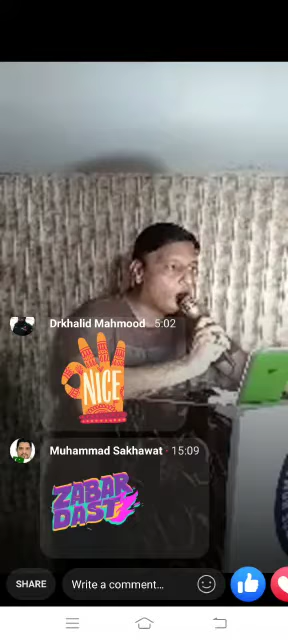 Drkhalid Mahmood 5:02
NICE
Muhammad Sakhawat 15:09
ZABAR
DAST
SHARE
Write a comment...